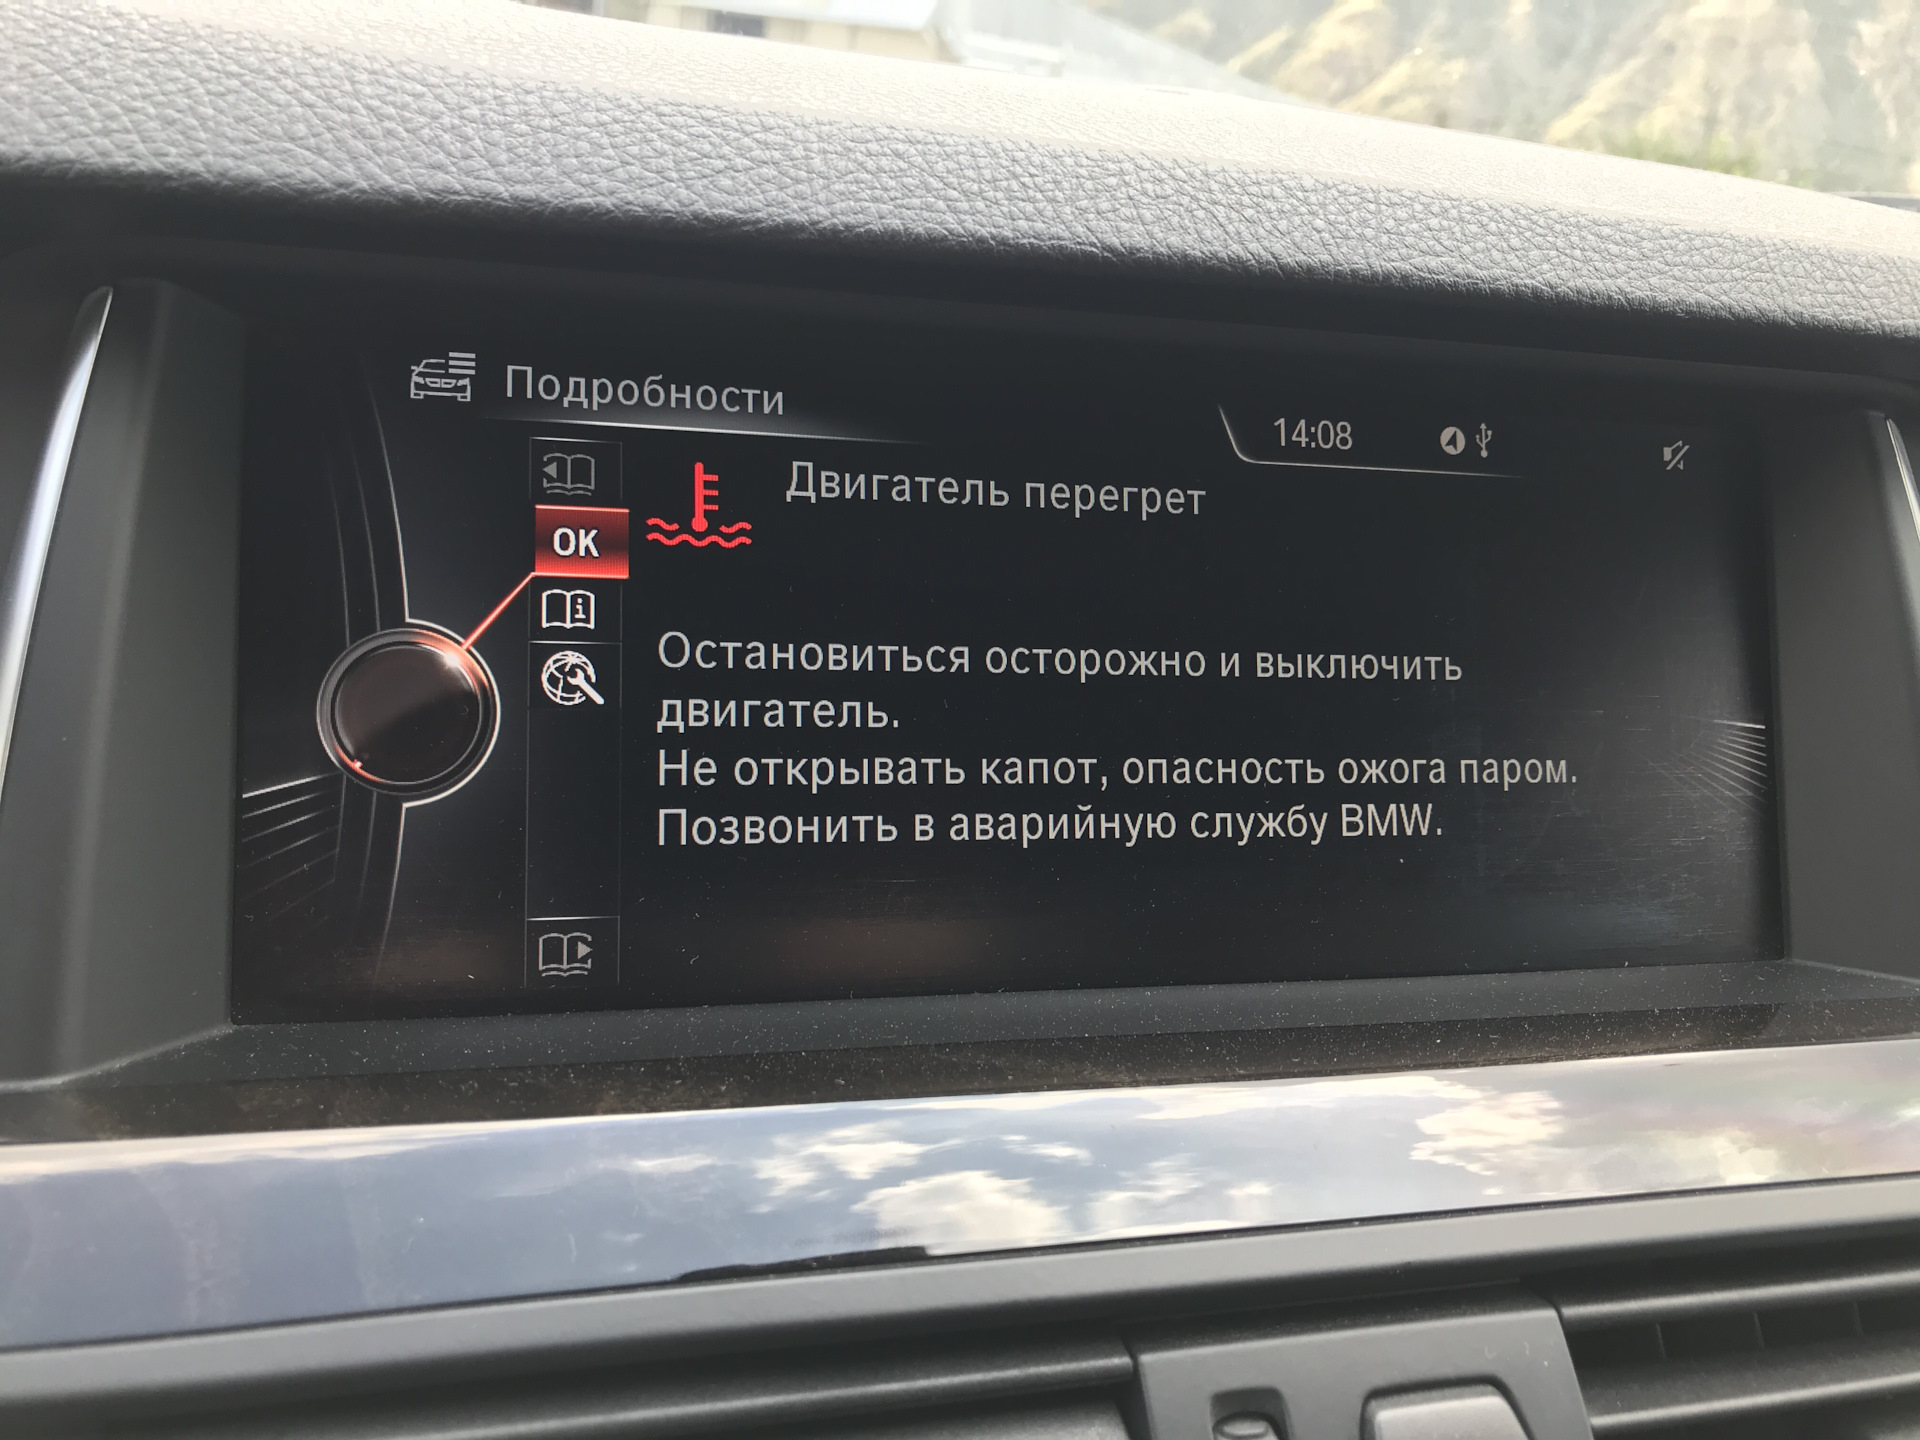 Подробности
14:08
Двигатель перегрет
OK
i
Остановиться осторожно и выключить
двигатель.
Не открывать капот, опасность ожога паром.
Позвонить в аварийную службу BMW.